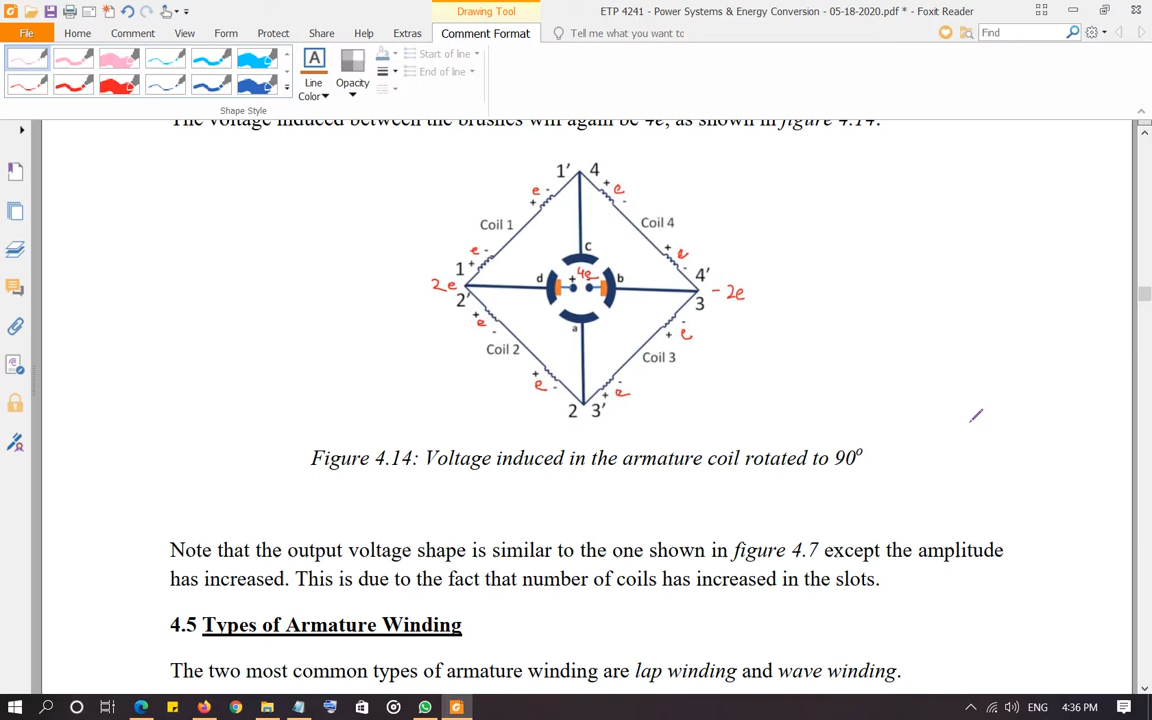 Drawing Tool
ETP 4241 - Power Systems & Energy Conversion - 05-18-2020.pdf * - Foxit Reader
File Home Comment View Form Protect Share Help Extras Comment Format Tell me what you want to Find
Line Color
Opacity
Start of line
End of line
Shape Style
The voltage induced between the brushes will again be 4e, as shown in figure 4.14.
1' 4
e - + + e -
Coil 1 Coil 4
c
e - + + e -
1 d + 4e b 4'
2e - 2e
2' 3
a
+ e - + e -
Coil 2 Coil 3
+ e - + e -
2 3'
Figure 4.14: Voltage induced in the armature coil rotated to 90o
Note that the output voltage shape is similar to the one shown in figure 4.7 except the amplitude
has increased. This is due to the fact that number of coils has increased in the slots.
4.5 Types of Armature Winding
The two most common types of armature winding are lap winding and wave winding.
ENG 4:36 PM